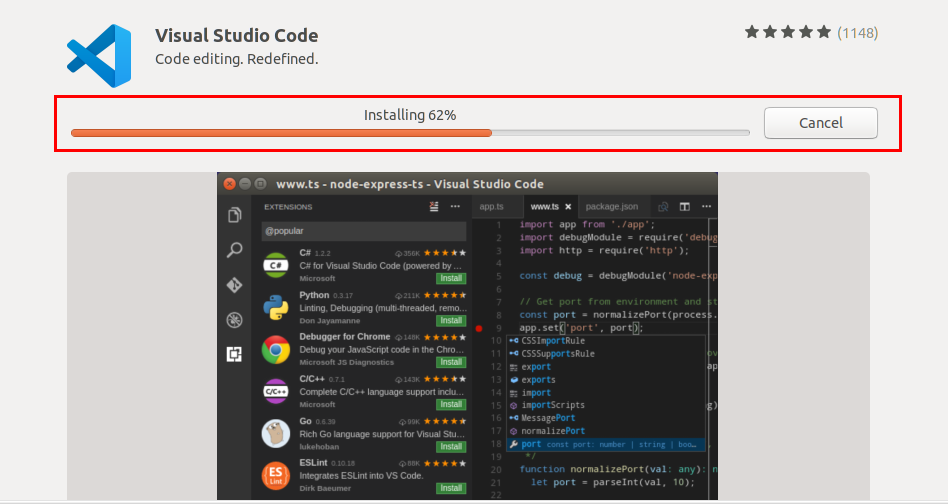 Visual Studio Code
Code editing. Redefined.
(1148)
Installing 62%
Cancel
www.ts - node-express-ts - Visual Studio Code
EXTENSIONS
@popular
C# 1.2.2 356K
C# for Visual Studio Code (powered by ...
Microsoft Install
Python 0.3.17 211K
Linting, Debugging (multi-threaded, remo...
Don Jayamanne Install
Debugger for Chrome 148K
Debug your JavaScript code in the Chro...
Microsoft JS Diagnostics Install
C/C++ 0.7.1 143K
Complete C/C++ language support inclu...
Microsoft Install
Go 0.6.39 99K
Rich Go language support for Visual Stu...
lukehoban Install
ESLint 0.10.18 88K
Integrates ESLint into VS Code.
Dirk Baeumer Install
C#
C/C++
ES
Lint
app.ts www.ts package.json
1 import app from './app';
2 import debugModule = require('debug
3 import http = require('http');
4
5 const debug = debugModule('node-exp
6
7 // Get port from environment and st
8 const port = normalizePort(process.
9 app.set('port', port);
10 CSSImportRule
11 CSSSupportsRule
12 export
13 exports
14 import
15 importScripts
16 MessagePort
17 normalizePort
18 port const port: number | string | boo...
19 */
20 function normalizePort(val: any): n
21 let port = parseInt(val, 10);
22